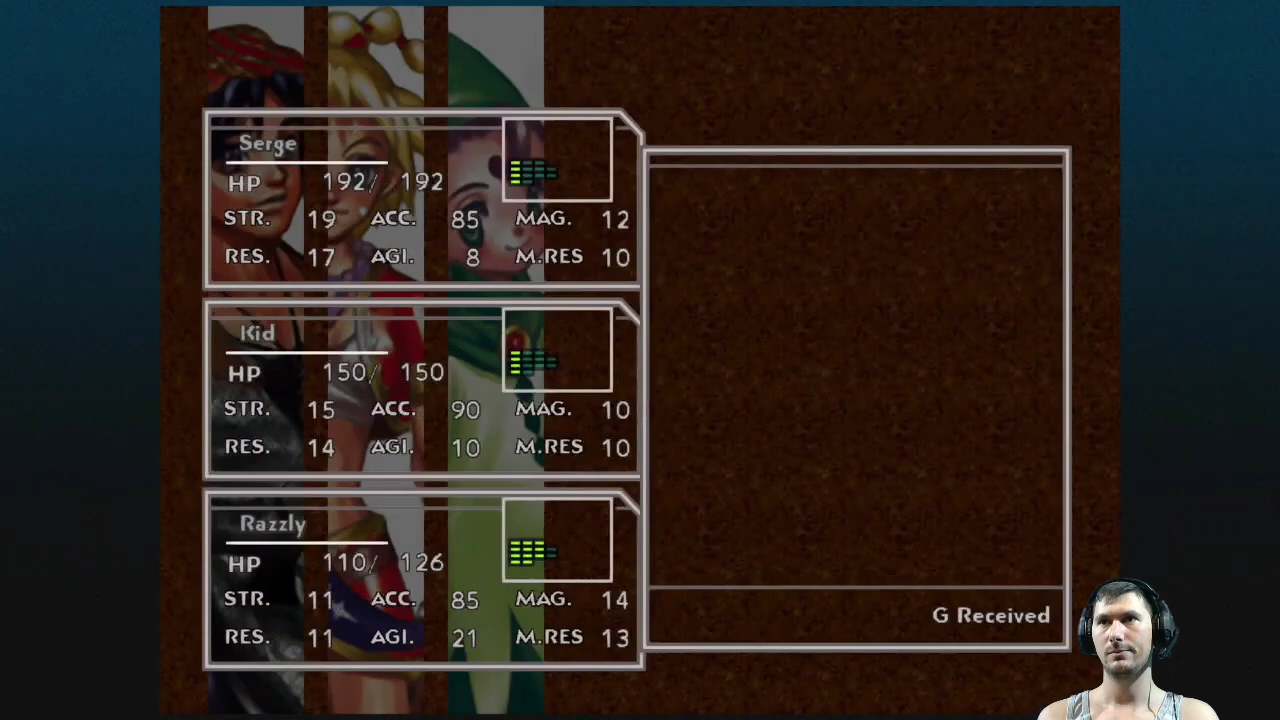 Serge
HP 192/ 192
STR. 19 ACC. 85 MAG. 12
RES. 17 AGI. 8 M.RES 10
Kid
HP 150/ 150
STR. 15 ACC. 90 MAG. 10
RES. 14 AGI. 10 M.RES 10
Razzly
HP 110/ 126
STR. 11 ACC. 85 MAG. 14
RES. 11 AGI. 21 M.RES 13
G Received